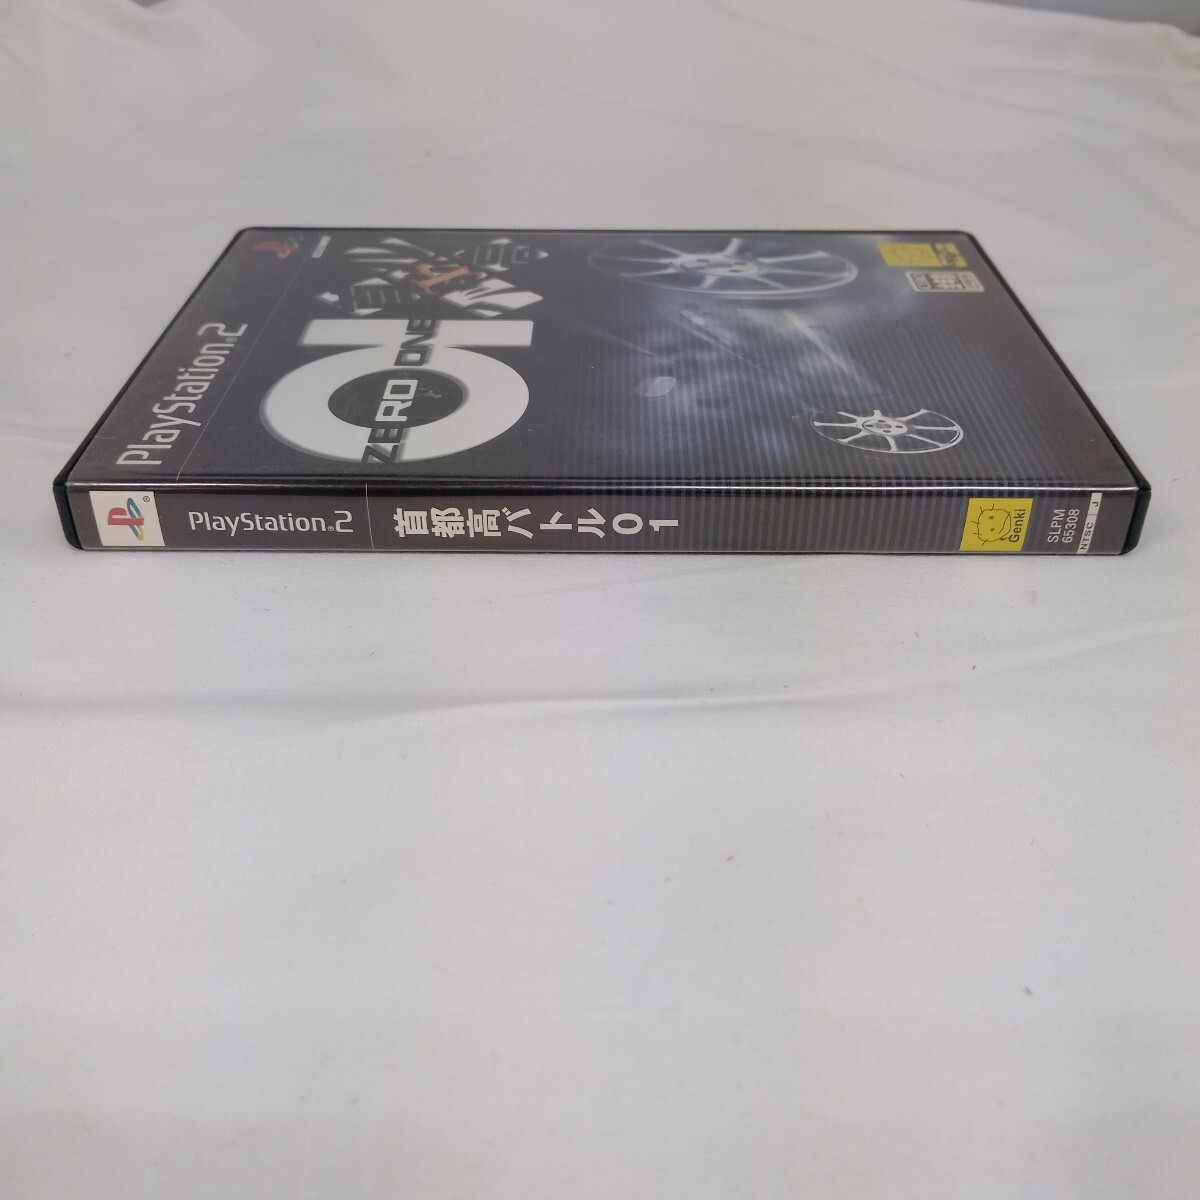 PlayStation®2
ZERO ONE
PlayStation®2
首都高バトル01
Genki
SLPM
65308
NTSC J